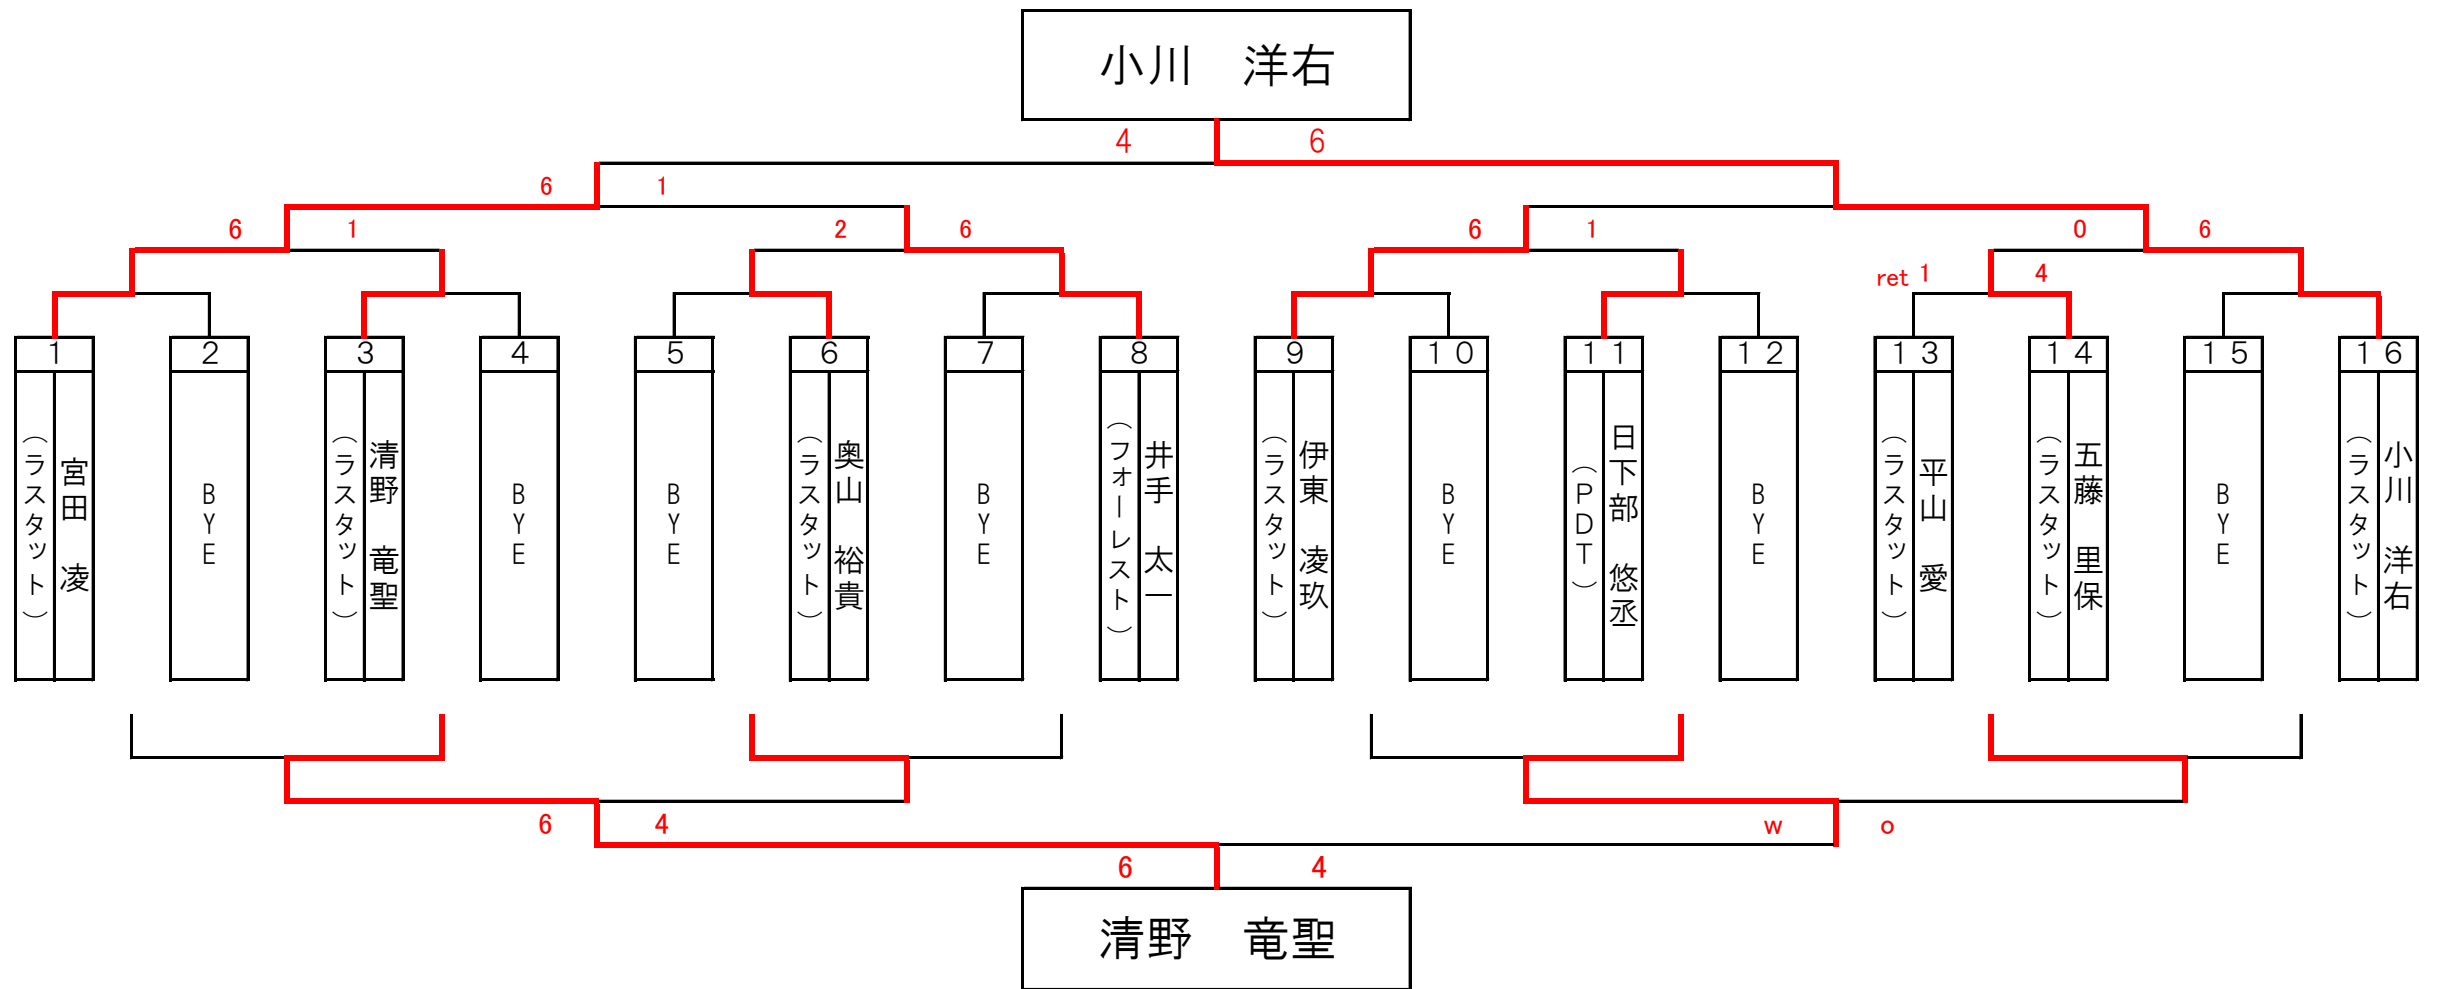 小川　洋右
4 6
6 1
6 1 2 6 6 1 0 6
ret 1 4
1 2 3 4 5 6 7 8 9 10 11 12 13 14 15 16
宮田　凌
（ラスタット）
BYE
清野　竜聖
（ラスタット）
BYE
BYE
奥山　裕貴
（ラスタット）
BYE
井手　太一
（フォーレスト）
伊東　凌玖
（ラスタット）
BYE
日下部　悠丞
（PDT）
BYE
平山　愛
（ラスタット）
五藤　里保
（ラスタット）
BYE
小川　洋右
（ラスタット）
6 4 w o
6 4
清野　竜聖